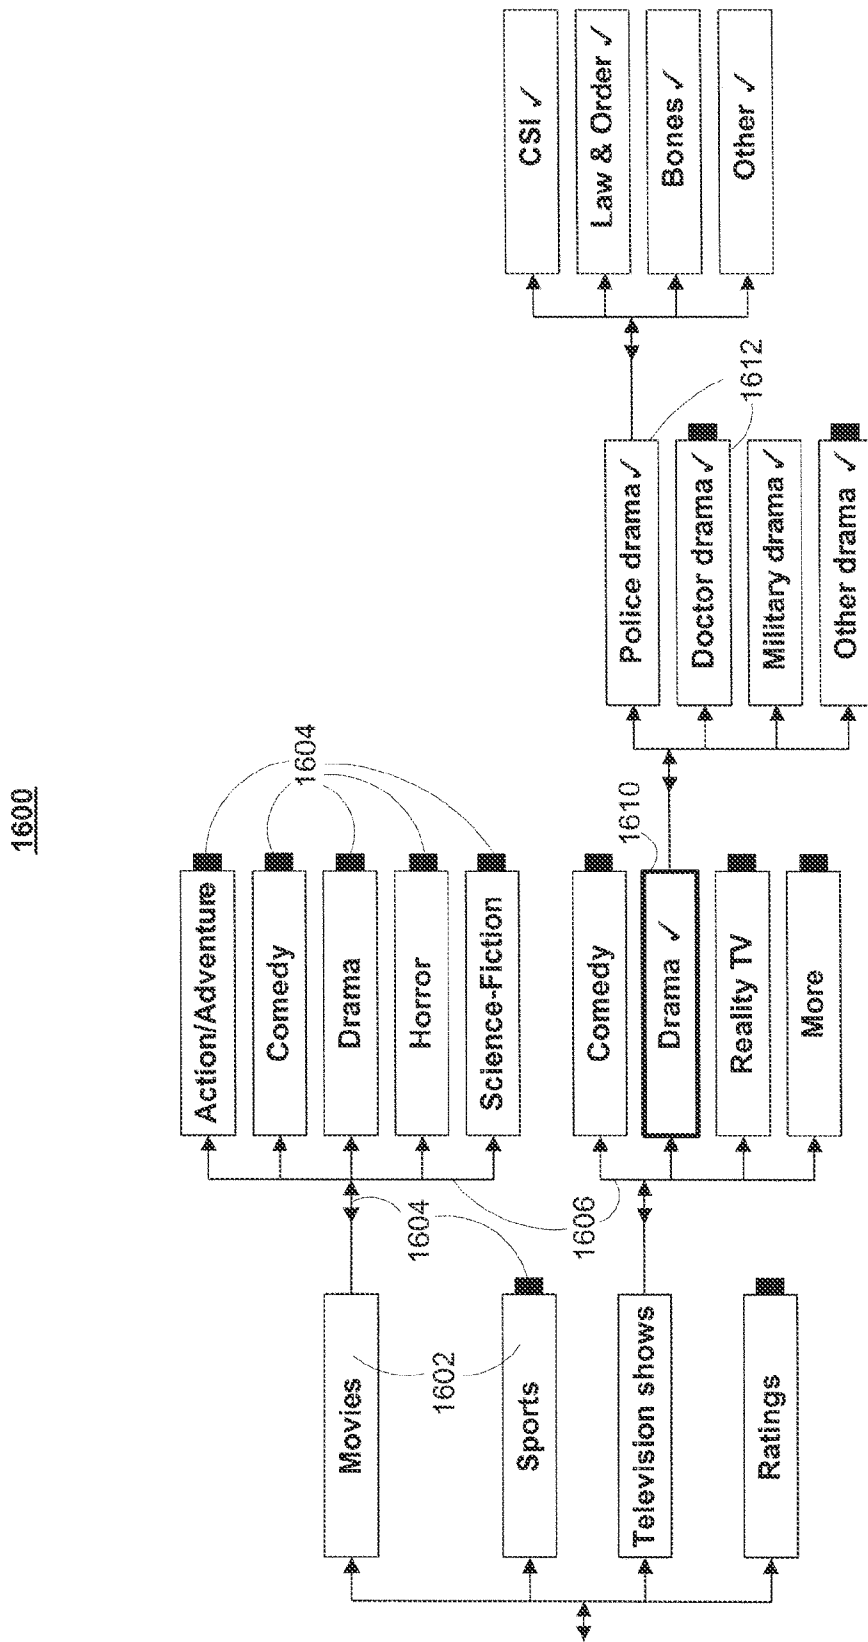 1600
Movies
Sports
Television shows
Ratings
1602
1604
1606
Action/Adventure
Comedy
Drama
Horror
Science-Fiction
1604
Comedy
Drama ✓
Reality TV
More
1610
Police drama ✓
Doctor drama ✓
Military drama ✓
Other drama ✓
1612
CSI ✓
Law & Order ✓
Bones ✓
Other ✓